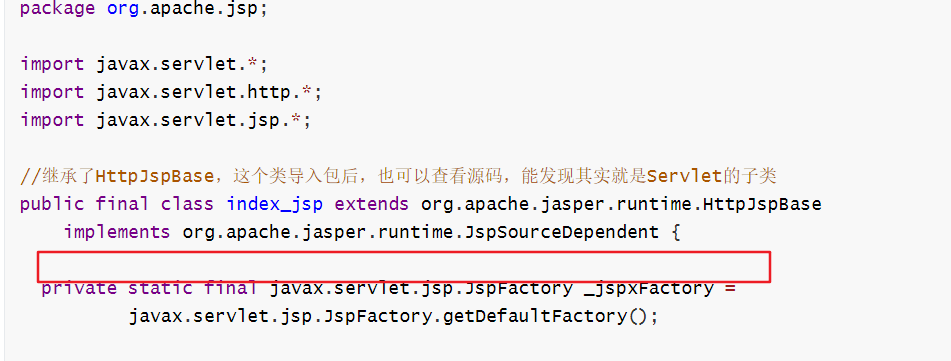 package org.apache.jsp;
import javax.servlet.*;
import javax.servlet.http.*;
import javax.servlet.jsp.*;
//继承了HttpJspBase，这个类导入包后，也可以查看源码，能发现其实就是Servlet的子类
public final class index_jsp extends org.apache.jasper.runtime.HttpJspBase
implements org.apache.jasper.runtime.JspSourceDependent {
private static final javax.servlet.jsp.JspFactory _jspxFactory =
javax.servlet.jsp.JspFactory.getDefaultFactory();